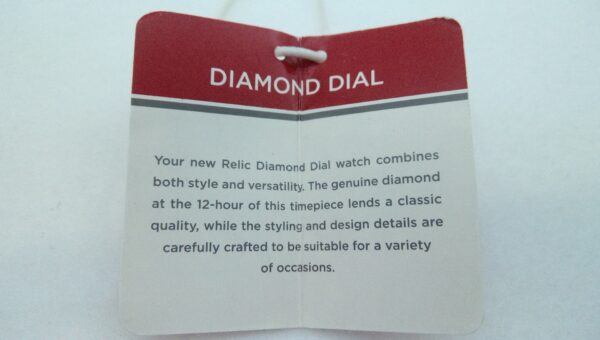 DIAMOND DIAL
Your new Relic Diamond Dial watch combines
both style and versatility. The genuine diamond
at the 12-hour of this timepiece lends a classic
quality, while the styling and design details are
carefully crafted to be suitable for a variety
of occasions.